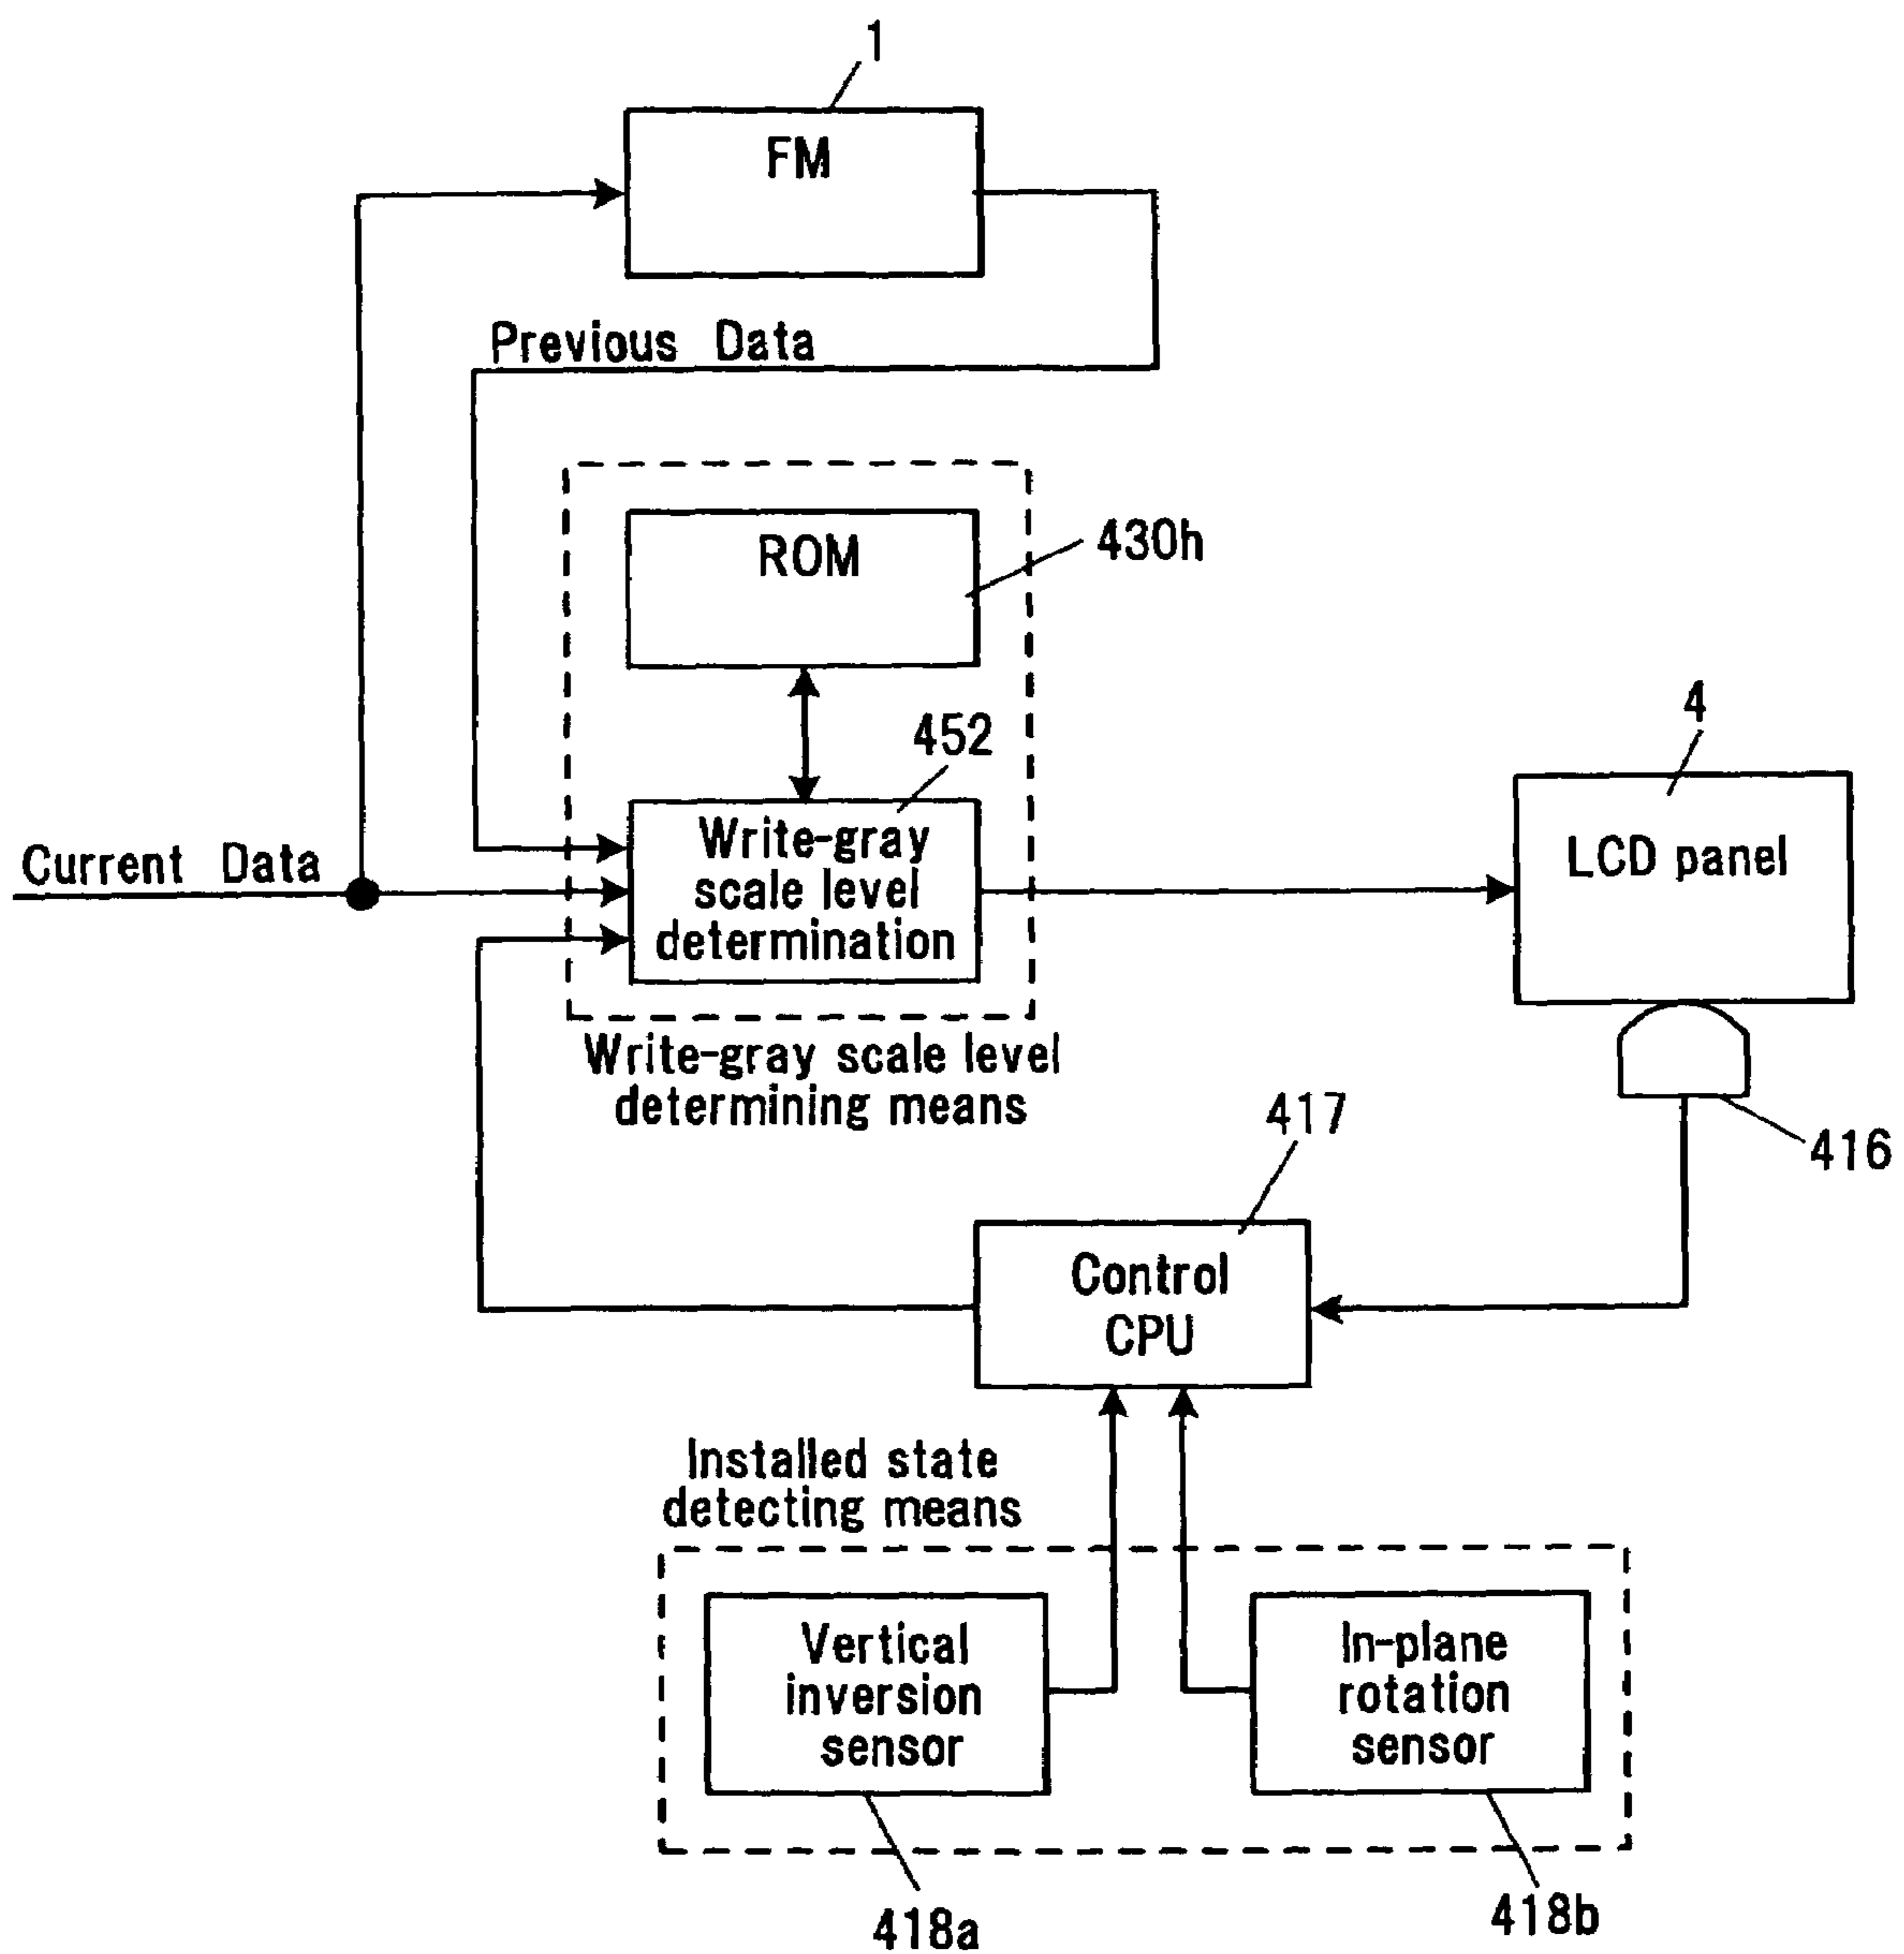 1
FM
Previous Data
ROM
430h
452
4
Write-gray
scale level
determination
LCD panel
Current Data
Write-gray scale level
determining means
417
416
Control
CPU
Installed state
detecting means
Vertical
inversion
sensor
In-plane
rotation
sensor
418a
418b